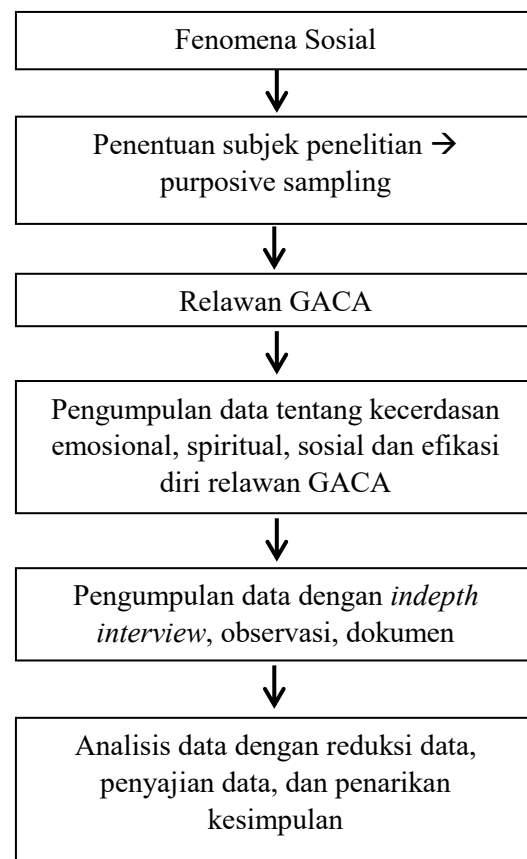 Fenomena Sosial
Penentuan subjek penelitian →
purposive sampling
Relawan GACA
Pengumpulan data tentang kecerdasan
emosional, spiritual, sosial dan efikasi
diri relawan GACA
Pengumpulan data dengan indepth
interview, observasi, dokumen
Analisis data dengan reduksi data,
penyajian data, dan penarikan
kesimpulan